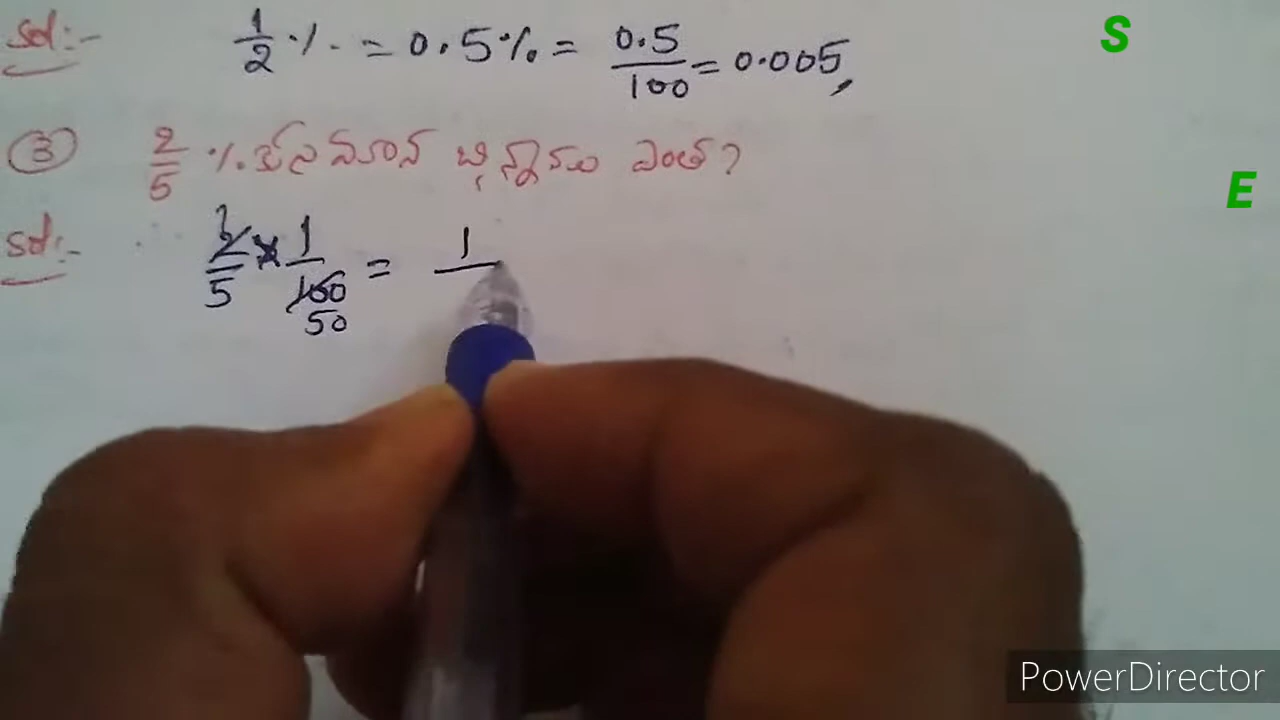 Sol:- 1/2 % = 0.5% = 0.5/100 = 0.005,
S
③ 2/5 %కు సమాన భిన్నము ఎంత?
E
Sol:- 2/5 × 1/100 = 1/
1
50
PowerDirector